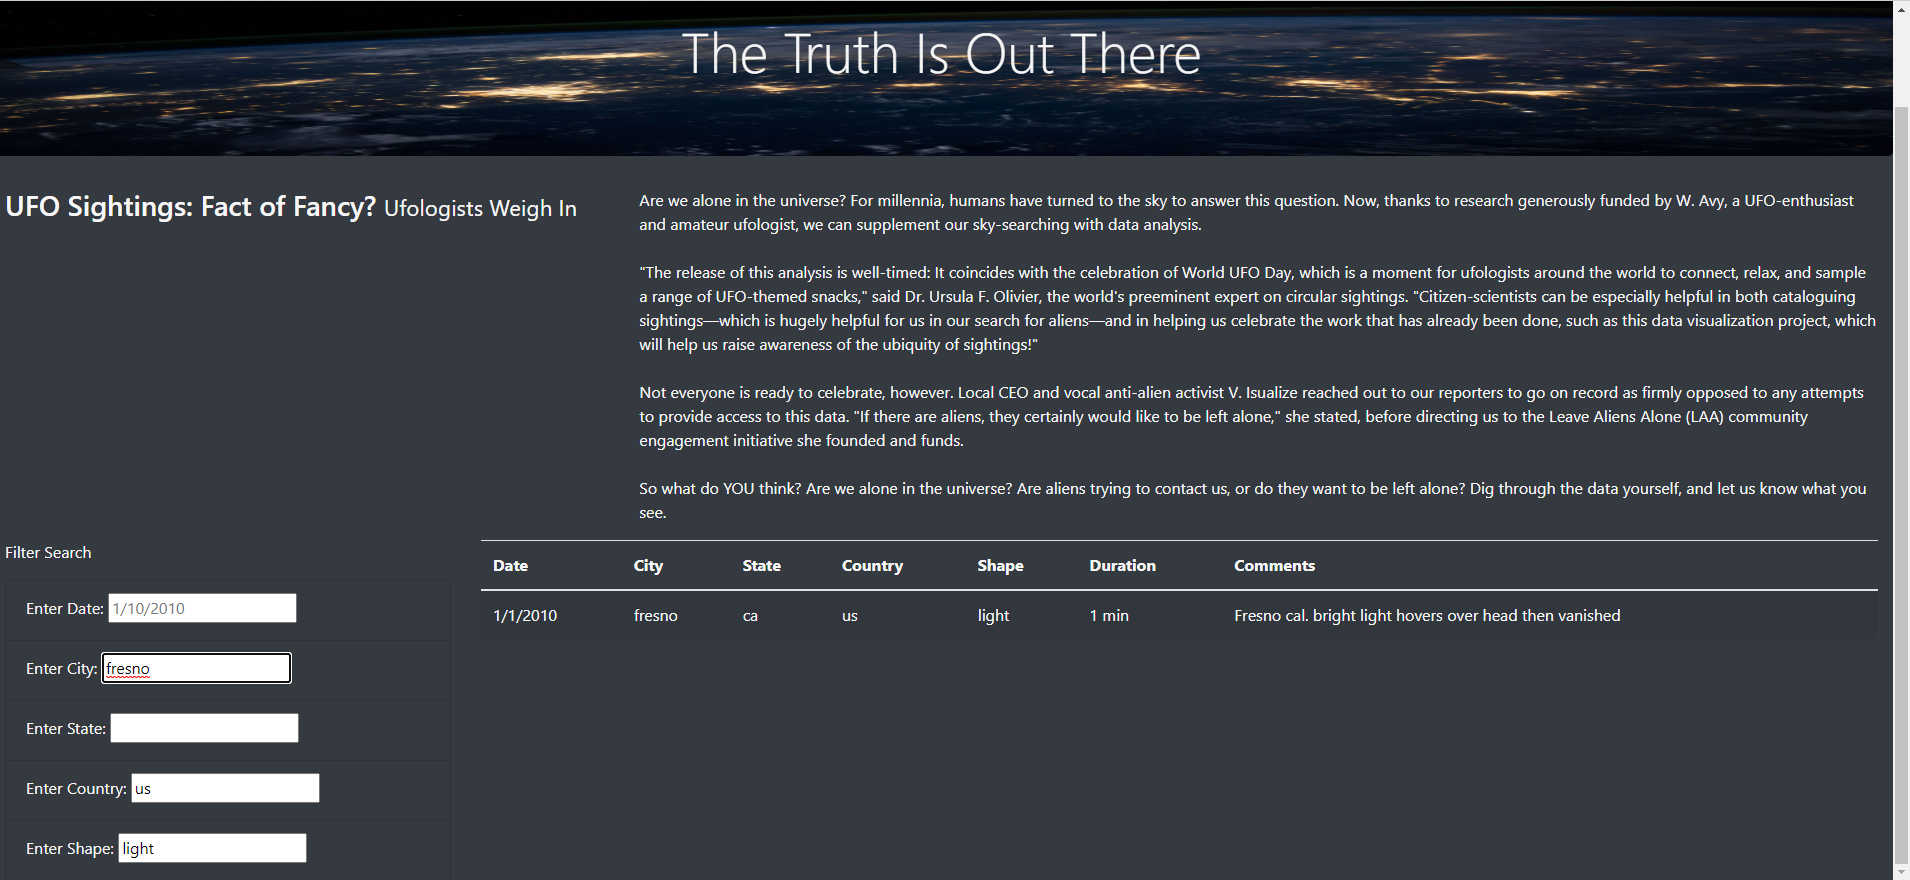 The Truth Is Out There
UFO Sightings: Fact of Fancy? Ufologists Weigh In
Are we alone in the universe? For millennia, humans have turned to the sky to answer this question. Now, thanks to research generously funded by W. Avy, a UFO-enthusiast
and amateur ufologist, we can supplement our sky-searching with data analysis.
"The release of this analysis is well-timed: It coincides with the celebration of World UFO Day, which is a moment for ufologists around the world to connect, relax, and sample
a range of UFO-themed snacks," said Dr. Ursula F. Olivier, the world's preeminent expert on circular sightings. "Citizen-scientists can be especially helpful in both cataloguing
sightings—which is hugely helpful for us in our search for aliens—and in helping us celebrate the work that has already been done, such as this data visualization project, which
will help us raise awareness of the ubiquity of sightings!"
Not everyone is ready to celebrate, however. Local CEO and vocal anti-alien activist V. Isualize reached out to our reporters to go on record as firmly opposed to any attempts
to provide access to this data. "If there are aliens, they certainly would like to be left alone," she stated, before directing us to the Leave Aliens Alone (LAA) community
engagement initiative she founded and funds.
So what do YOU think? Are we alone in the universe? Are aliens trying to contact us, or do they want to be left alone? Dig through the data yourself, and let us know what you
see.
Filter Search
Enter Date: 1/10/2010
Enter City: fresno
Enter State:
Enter Country: us
Enter Shape: light
Date City State Country Shape Duration Comments
1/1/2010 fresno ca us light 1 min Fresno cal. bright light hovers over head then vanished